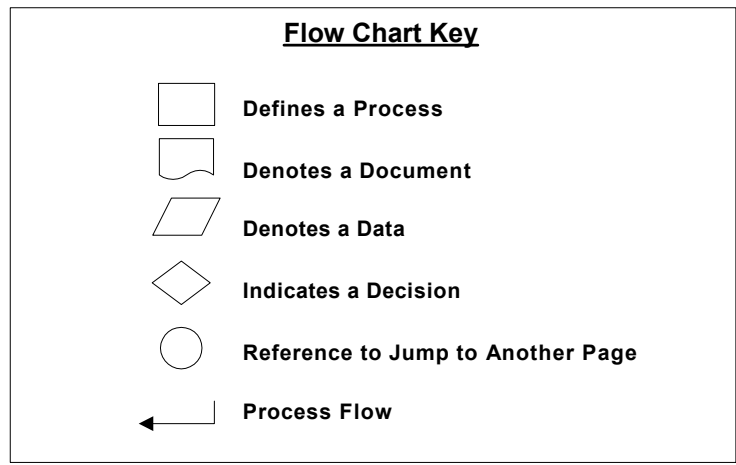 Flow Chart Key
Defines a Process
Denotes a Document
Denotes a Data
Indicates a Decision
Reference to Jump to Another Page
Process Flow